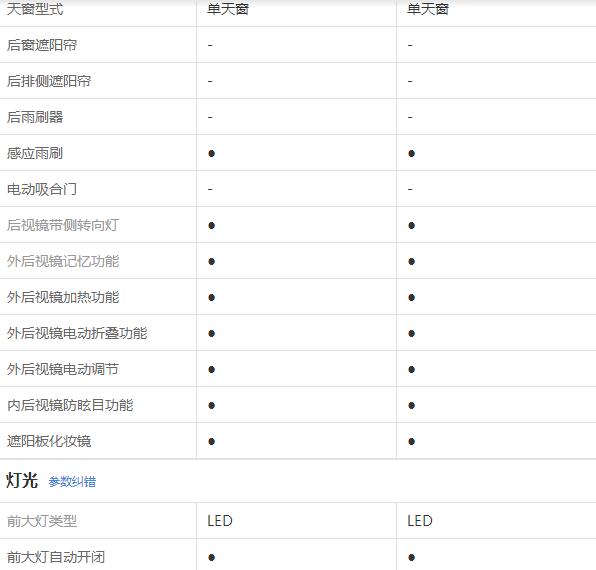 天窗型式 单天窗 单天窗
后窗遮阳帘 - -
后排侧遮阳帘 - -
后雨刷器 - -
感应雨刷 ● ●
电动吸合门 - -
后视镜带侧转向灯 ● ●
外后视镜记忆功能 ● ●
外后视镜加热功能 ● ●
外后视镜电动折叠功能 ● ●
外后视镜电动调节 ● ●
内后视镜防眩目功能 ● ●
遮阳板化妆镜 ● ●
灯光 参数纠错
前大灯类型 LED LED
前大灯自动开闭 ● ●